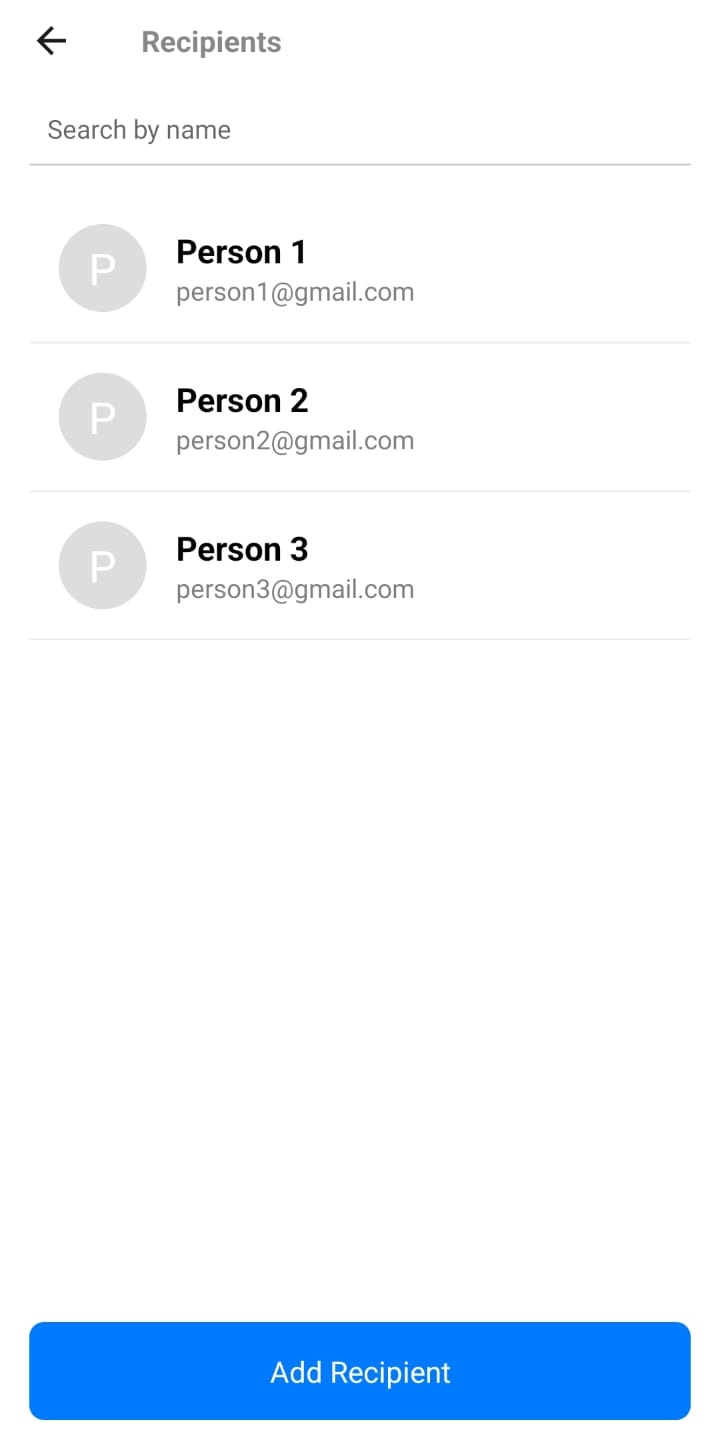 Recipients
Search by name
P
Person 1
person1@gmail.com
P
Person 2
person2@gmail.com
P
Person 3
person3@gmail.com
Add Recipient